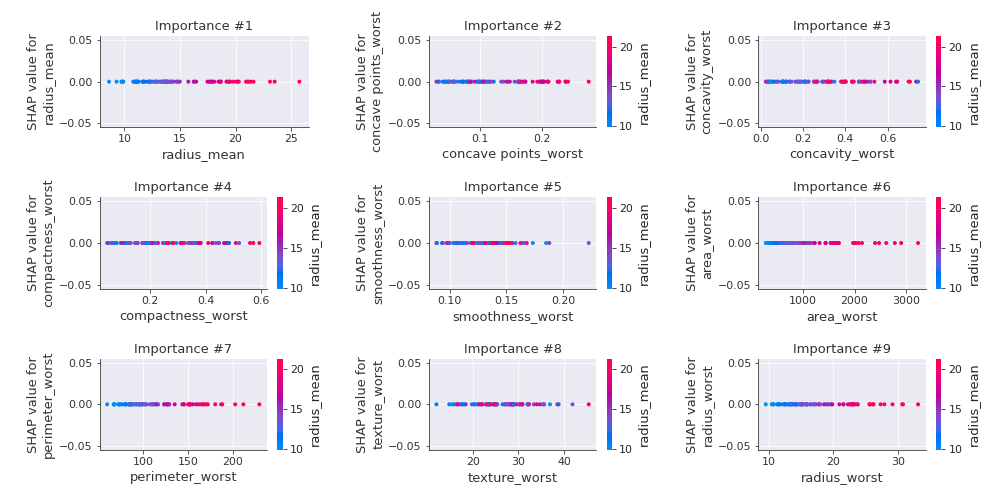 Importance #1
SHAP value for
radius_mean
0.05
0.00
−0.05
10
15
20
25
radius_mean
Importance #2
SHAP value for
concave points_worst
0.05
0.00
−0.05
0.1
0.2
concave points_worst
20
15
10
radius_mean
Importance #3
SHAP value for
concavity_worst
0.05
0.00
−0.05
0.0
0.2
0.4
0.6
concavity_worst
20
15
10
radius_mean
Importance #4
SHAP value for
compactness_worst
0.05
0.00
−0.05
0.2
0.4
0.6
compactness_worst
20
15
10
radius_mean
Importance #5
SHAP value for
smoothness_worst
0.05
0.00
−0.05
0.10
0.15
0.20
smoothness_worst
20
15
10
radius_mean
Importance #6
SHAP value for
area_worst
0.05
0.00
−0.05
1000
2000
3000
area_worst
20
15
10
radius_mean
Importance #7
SHAP value for
perimeter_worst
0.05
0.00
−0.05
100
150
200
perimeter_worst
20
15
10
radius_mean
Importance #8
SHAP value for
texture_worst
0.05
0.00
−0.05
20
30
40
texture_worst
20
15
10
radius_mean
Importance #9
SHAP value for
radius_worst
0.05
0.00
−0.05
10
20
30
radius_worst
20
15
10
radius_mean